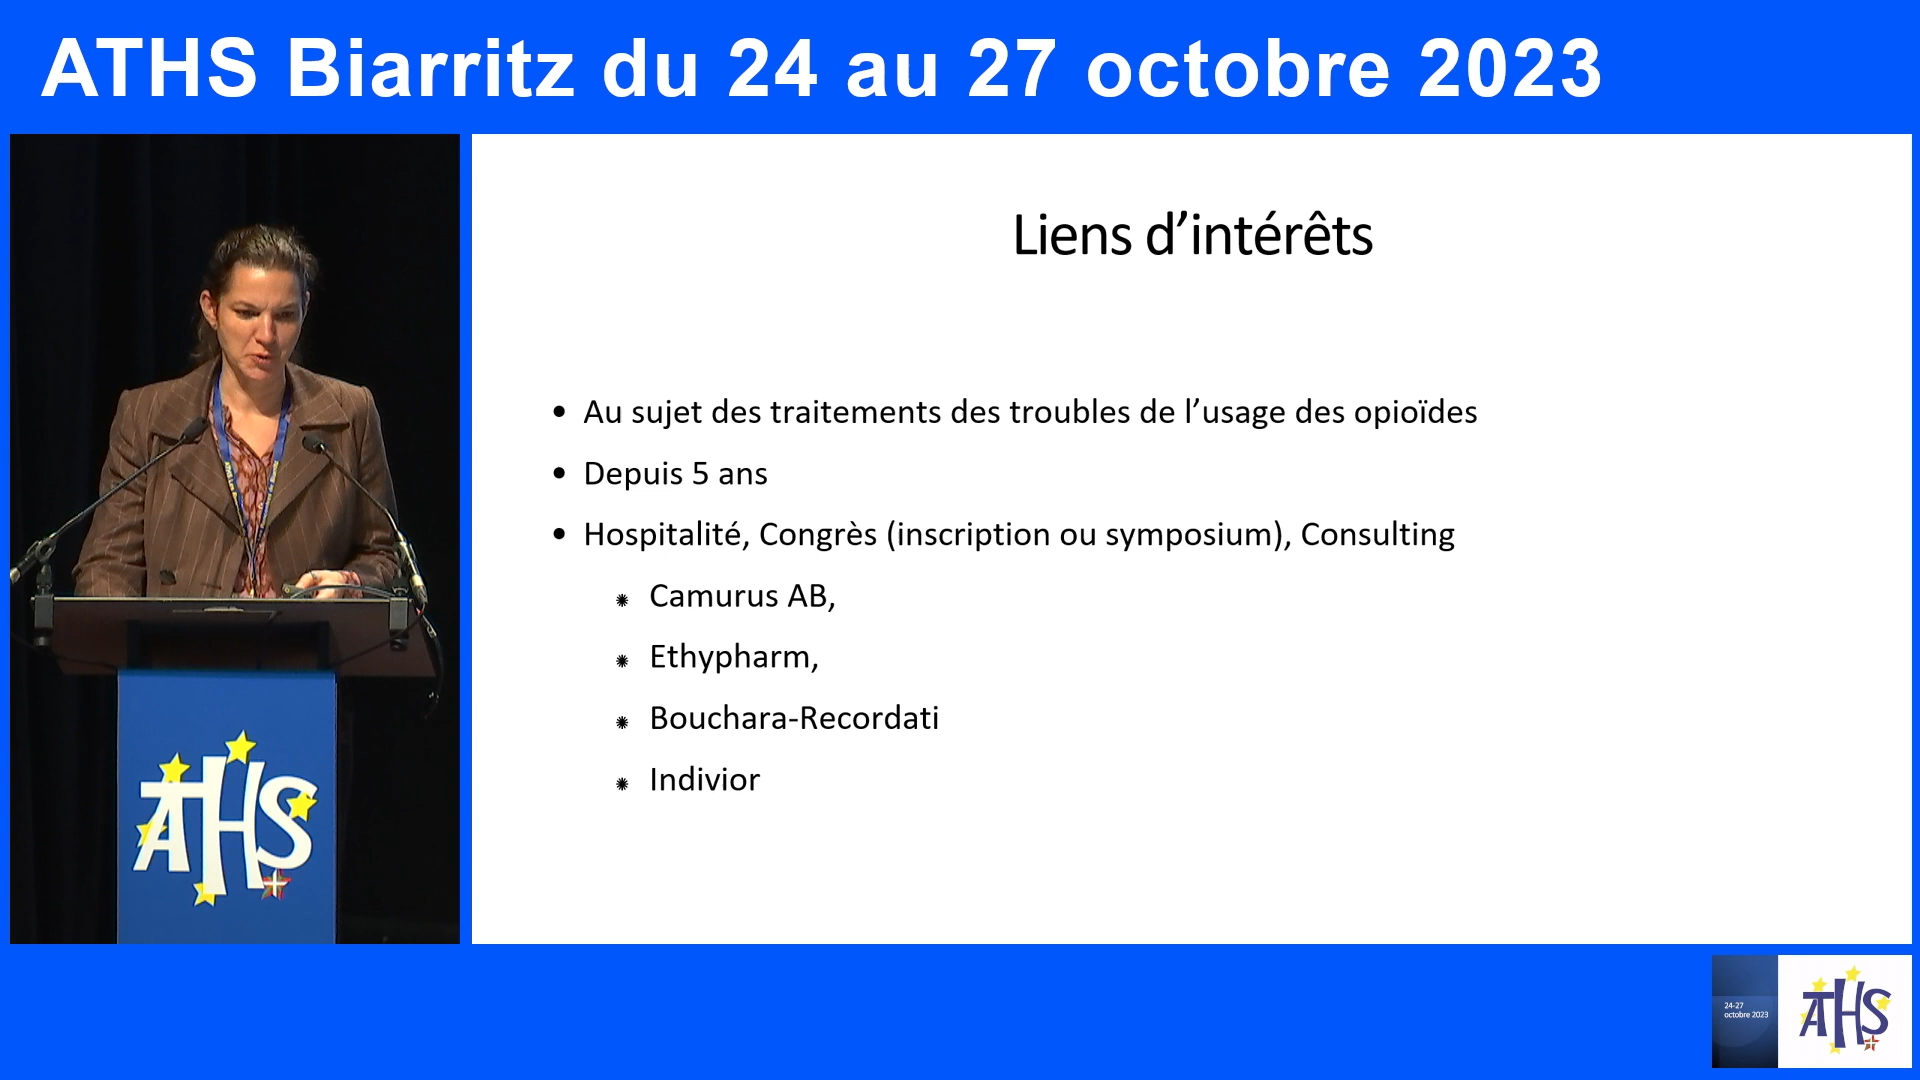 ATHS Biarritz du 24 au 27 octobre 2023
Liens d’intérêts
• Au sujet des traitements des troubles de l’usage des opioïdes
• Depuis 5 ans
• Hospitalité, Congrès (inscription ou symposium), Consulting
Camurus AB,
Ethypharm,
Bouchara-Recordati
Indivior
ATHS
24-27
octobre 2023
ATHS